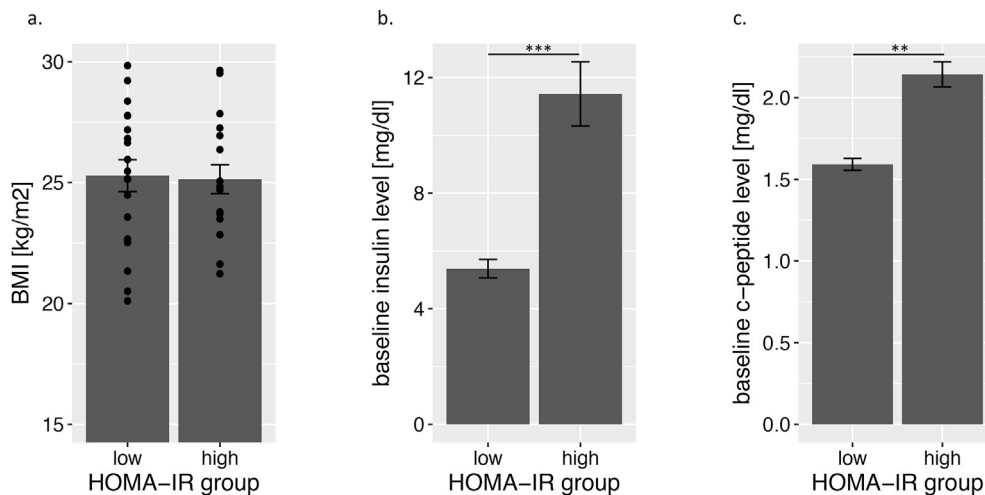 a.
BMI [kg/m2]
30
25
20
15
low
high
HOMA−IR group
b.
baseline insulin level [mg/dl]
***
12
8
4
0
low
high
HOMA−IR group
c.
baseline c−peptide level [mg/dl]
**
2.0
1.5
1.0
0.5
0.0
low
high
HOMA−IR group